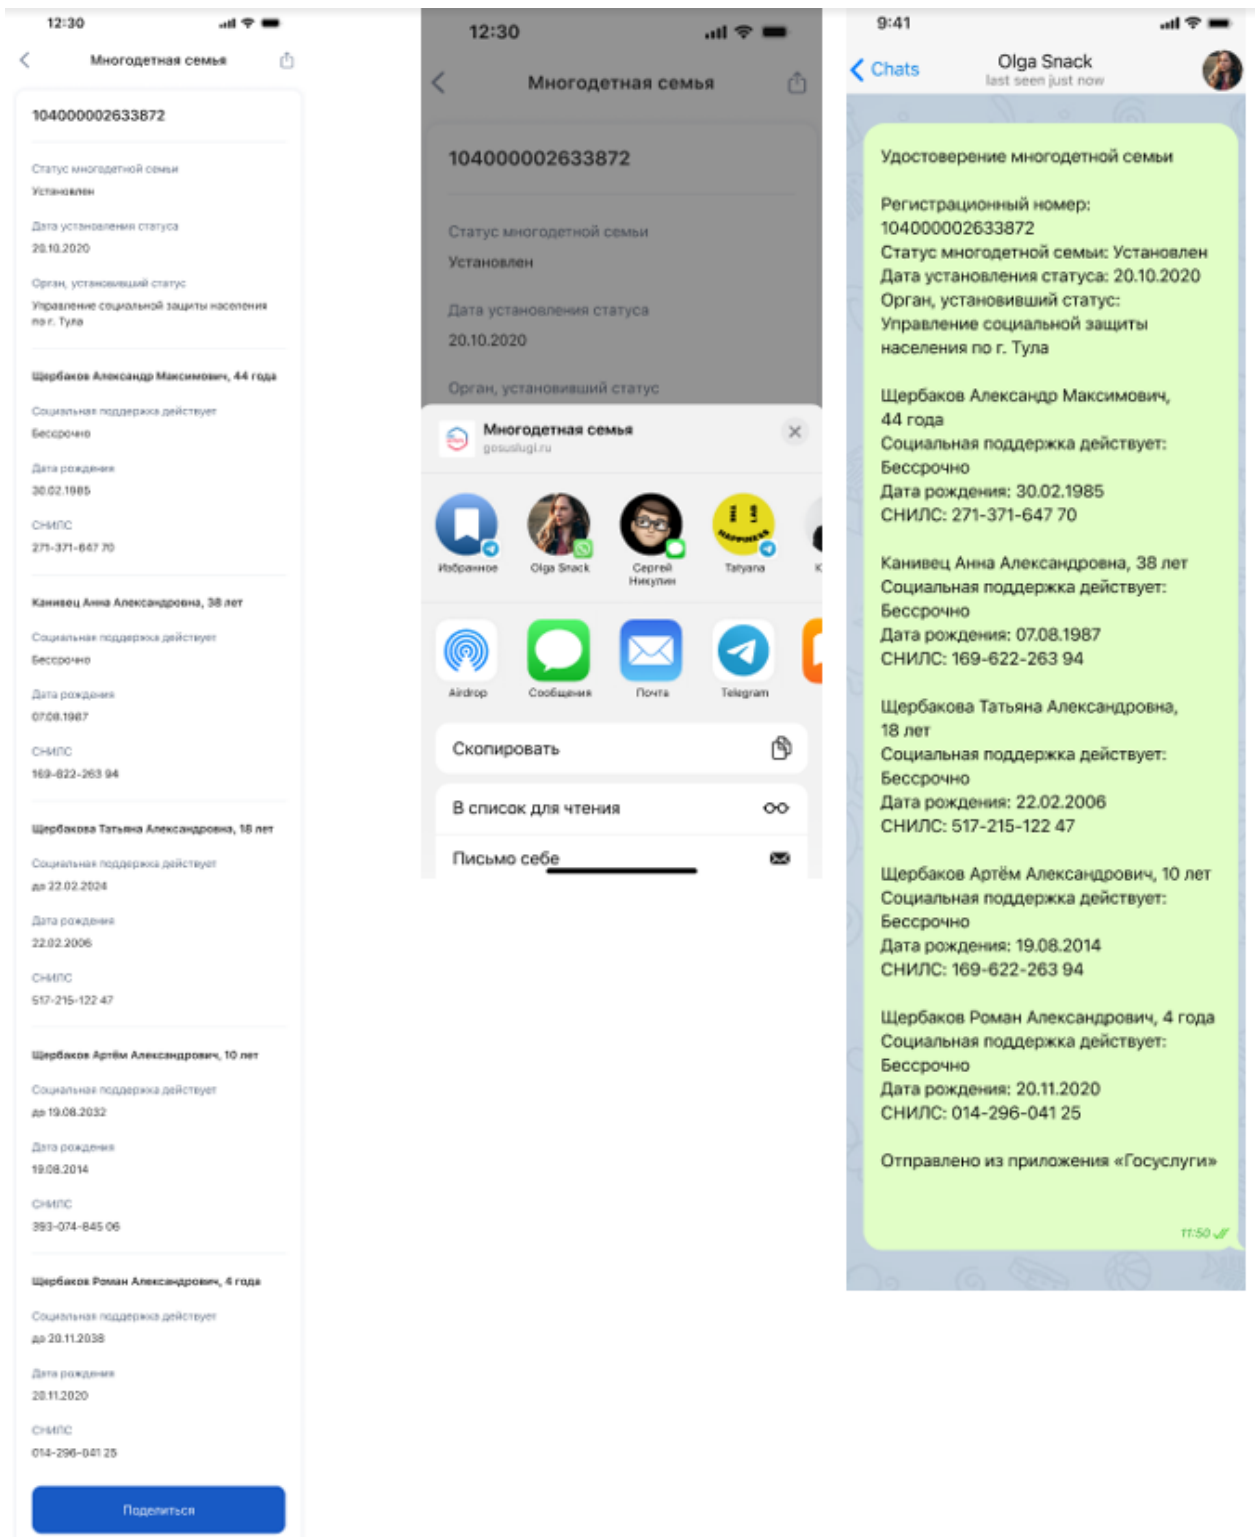 12:30
Многодетная семья
104000002633872
Статус многодетной семьи
Установлен
Дата установления статуса
20.10.2020
Орган, установивший статус
Управление социальной защиты населения
по г. Тула
Щербаков Александр Максимович, 44 года
Социальная поддержка действует
Бессрочно
Дата рождения
30.02.1985
СНИЛС
271-371-647 70
Канивец Анна Александровна, 38 лет
Социальная поддержка действует
Бессрочно
Дата рождения
07.08.1987
СНИЛС
169-622-263 94
Щербакова Татьяна Александровна, 18 лет
Социальная поддержка действует
до 22.02.2024
Дата рождения
22.02.2006
СНИЛС
517-215-122 47
Щербаков Артём Александрович, 10 лет
Социальная поддержка действует
до 19.08.2032
Дата рождения
19.08.2014
СНИЛС
393-074-845 06
Щербаков Роман Александрович, 4 года
Социальная поддержка действует
до 20.11.2038
Дата рождения
20.11.2020
СНИЛС
014-296-041 25
Поделиться
12:30
Многодетная семья
104000002633872
Статус многодетной семьи
Установлен
Дата установления статуса
20.10.2020
Орган, установивший статус
Многодетная семья
gosuslugi.ru
Избранное
Olga Snack
Сергей
Никулин
HAPPINESS
LAB
Tatyana
К
Airdrop
Сообщения
Почта
Telegram
Скопировать
В список для чтения
Письмо себе
9:41
Chats
Olga Snack
last seen just now
Удостоверение многодетной семьи
Регистрационный номер:
104000002633872
Статус многодетной семьи: Установлен
Дата установления статуса: 20.10.2020
Орган, установивший статус:
Управление социальной защиты
населения по г. Тула
Щербаков Александр Максимович,
44 года
Социальная поддержка действует:
Бессрочно
Дата рождения: 30.02.1985
СНИЛС: 271-371-647 70
Канивец Анна Александровна, 38 лет
Социальная поддержка действует:
Бессрочно
Дата рождения: 07.08.1987
СНИЛС: 169-622-263 94
Щербакова Татьяна Александровна,
18 лет
Социальная поддержка действует:
Бессрочно
Дата рождения: 22.02.2006
СНИЛС: 517-215-122 47
Щербаков Артём Александрович, 10 лет
Социальная поддержка действует:
Бессрочно
Дата рождения: 19.08.2014
СНИЛС: 169-622-263 94
Щербаков Роман Александрович, 4 года
Социальная поддержка действует:
Бессрочно
Дата рождения: 20.11.2020
СНИЛС: 014-296-041 25
Отправлено из приложения «Госуслуги»
11:50